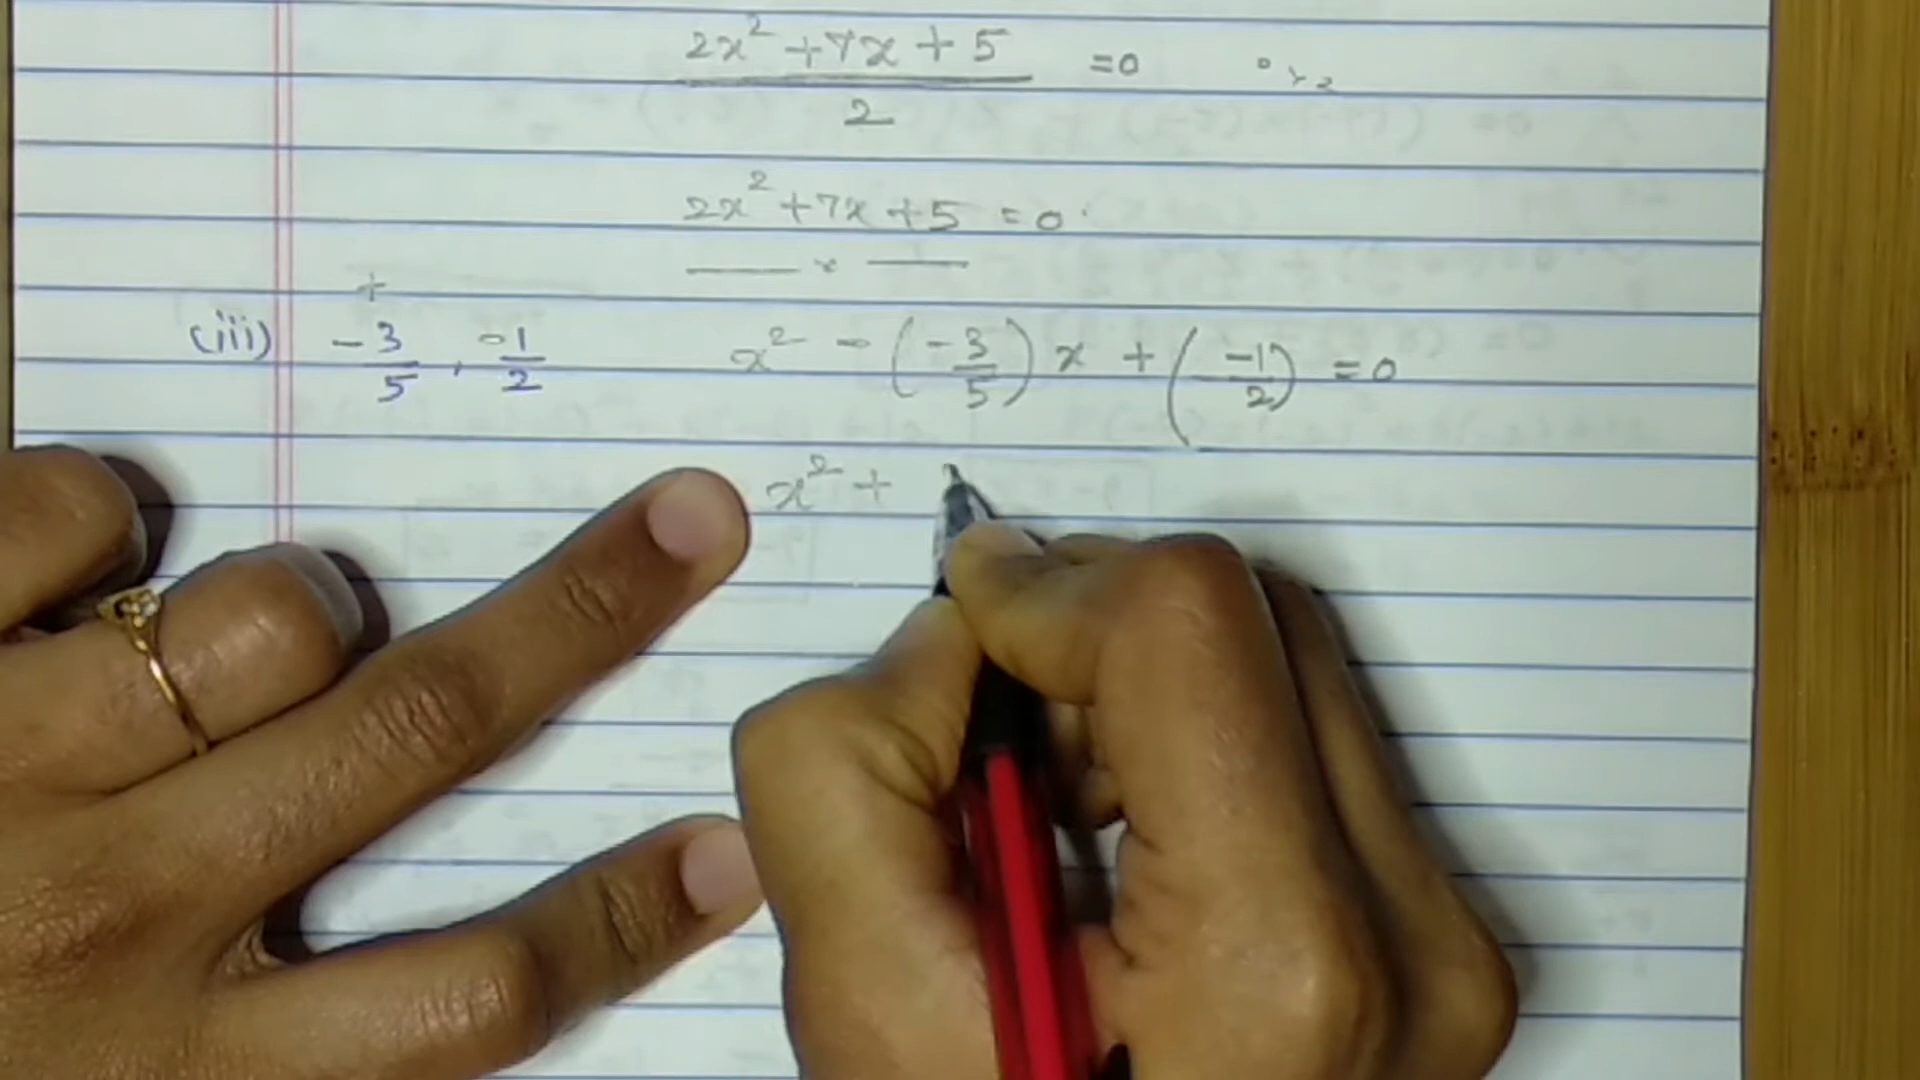 2x² + 7x + 5 = 0
2
2x² + 7x + 5 = 0
(iii) -3/5, -1/2 x² - (-3/5) x + (-1/2) = 0
x² +